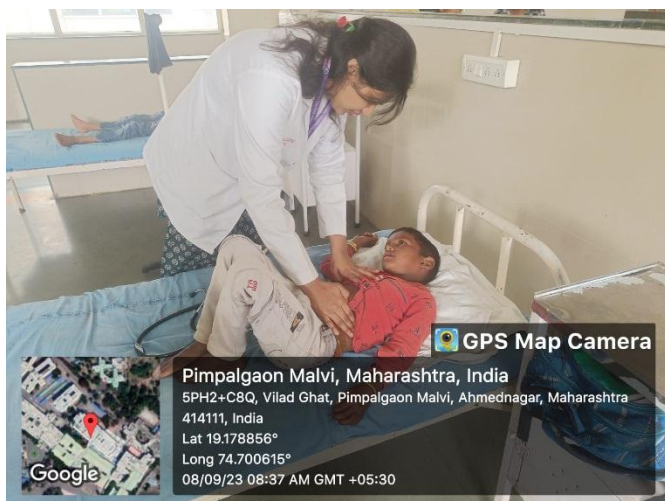 GPS Map Camera
Pimpalgaon Malvi, Maharashtra, India
5PH2+C8Q, Vilad Ghat, Pimpalgaon Malvi, Ahmednagar, Maharashtra
414111, India
Lat 19.178856°
Long 74.700615°
08/09/23 08:37 AM GMT +05:30
Google